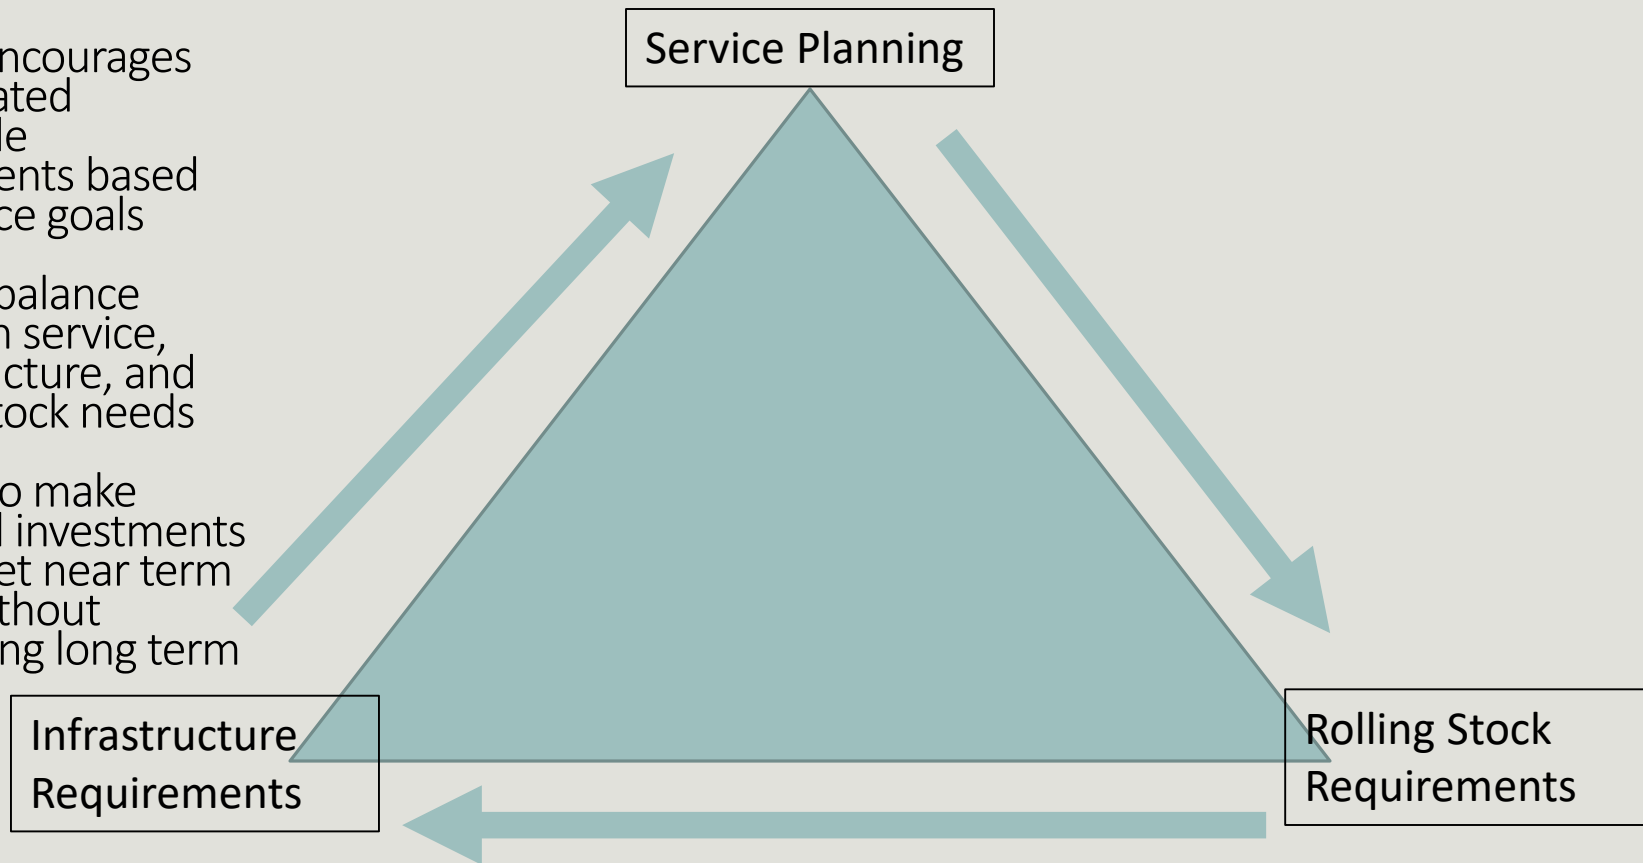 Service Planning
ncourages
ated
le
ents based
ce goals
balance
n service,
cture, and
tock needs
o make
l investments
et near term
thout
ng long term
Infrastructure
Requirements
Rolling Stock
Requirements